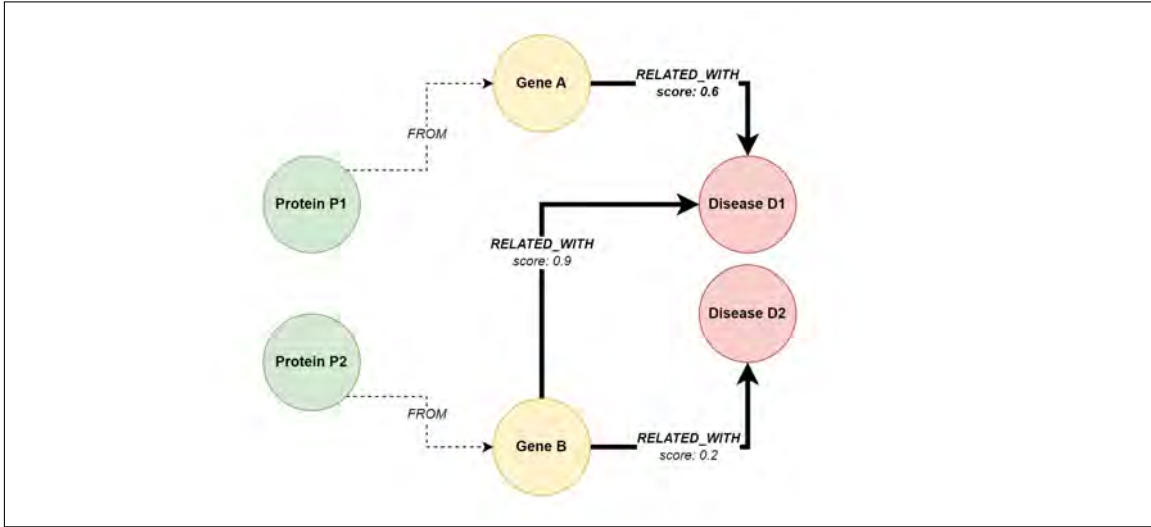 Gene A
RELATED_WITH
score: 0.6
FROM
Protein P1
Disease D1
RELATED_WITH
score: 0.9
Disease D2
Protein P2
FROM
Gene B
RELATED_WITH
score: 0.2